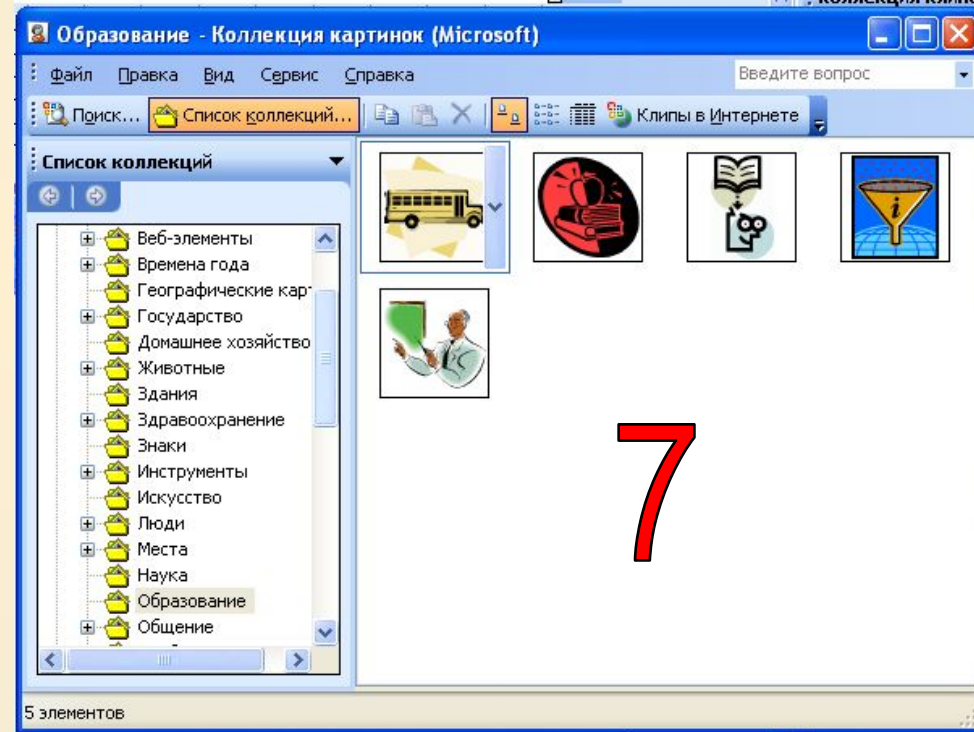 Образование - Коллекция картинок (Microsoft)
Файл Правка Вид Сервис Справка Введите вопрос
Поиск... Список коллекций... Клипы в Интернете
Список коллекций
Веб-элементы
Времена года
Географические кар
Государство
Домашнее хозяйство
Животные
Здания
Здравоохранение
Знаки
Инструменты
Искусство
Люди
Места
Наука
Образование
Общение
i
7
5 элементов